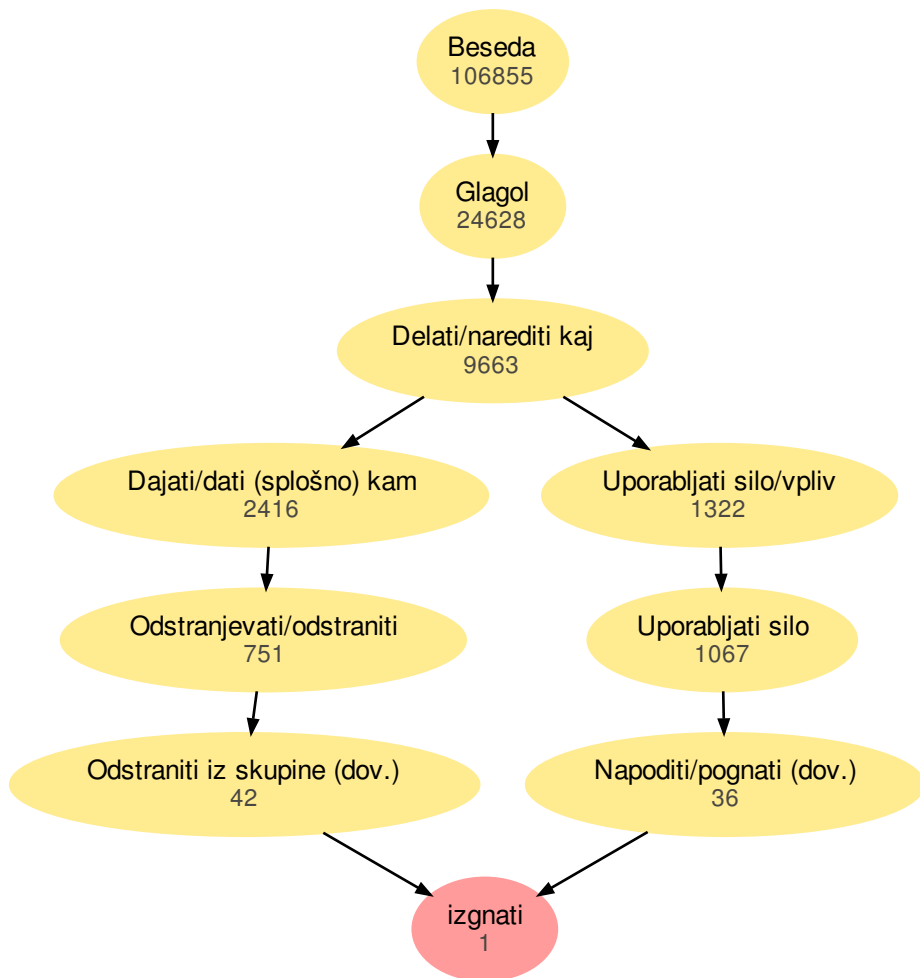 Beseda
106855
Glagol
24628
Delati/narediti kaj
9663
Dajati/dati (splošno) kam
2416
Uporabljati silo/vpliv
1322
Odstranjevati/odstraniti
751
Uporabljati silo
1067
Odstraniti iz skupine (dov.)
42
Napoditi/pognati (dov.)
36
izgnati
1